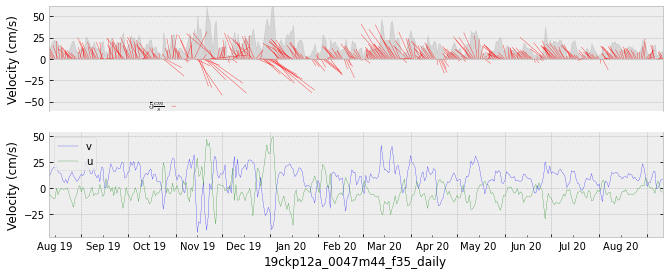 Velocity (cm/s)
50
25
0
−25
−50
5 cm/s
Velocity (cm/s)
50
25
0
−25
v
u
Aug 19 Sep 19 Oct 19 Nov 19 Dec 19 Jan 20 Feb 20 Mar 20 Apr 20 May 20 Jun 20 Jul 20 Aug 20
19ckp12a_0047m44_f35_daily